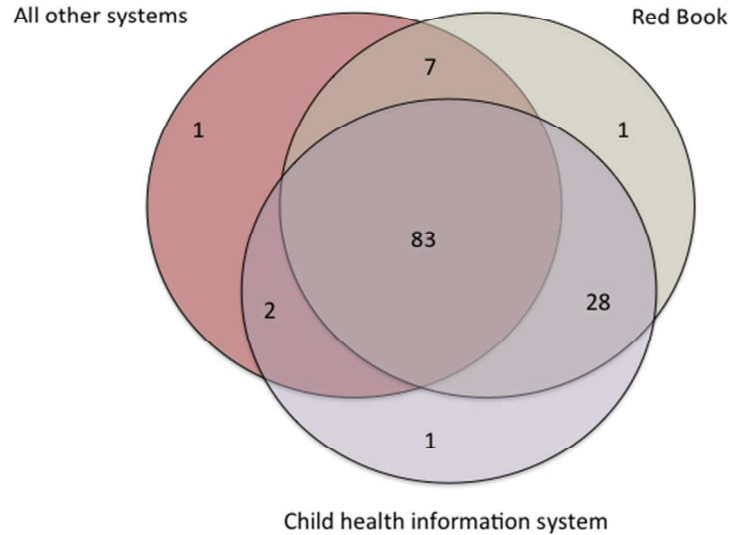 All other systems
Red Book
7
1
1
83
28
2
1
Child health information system